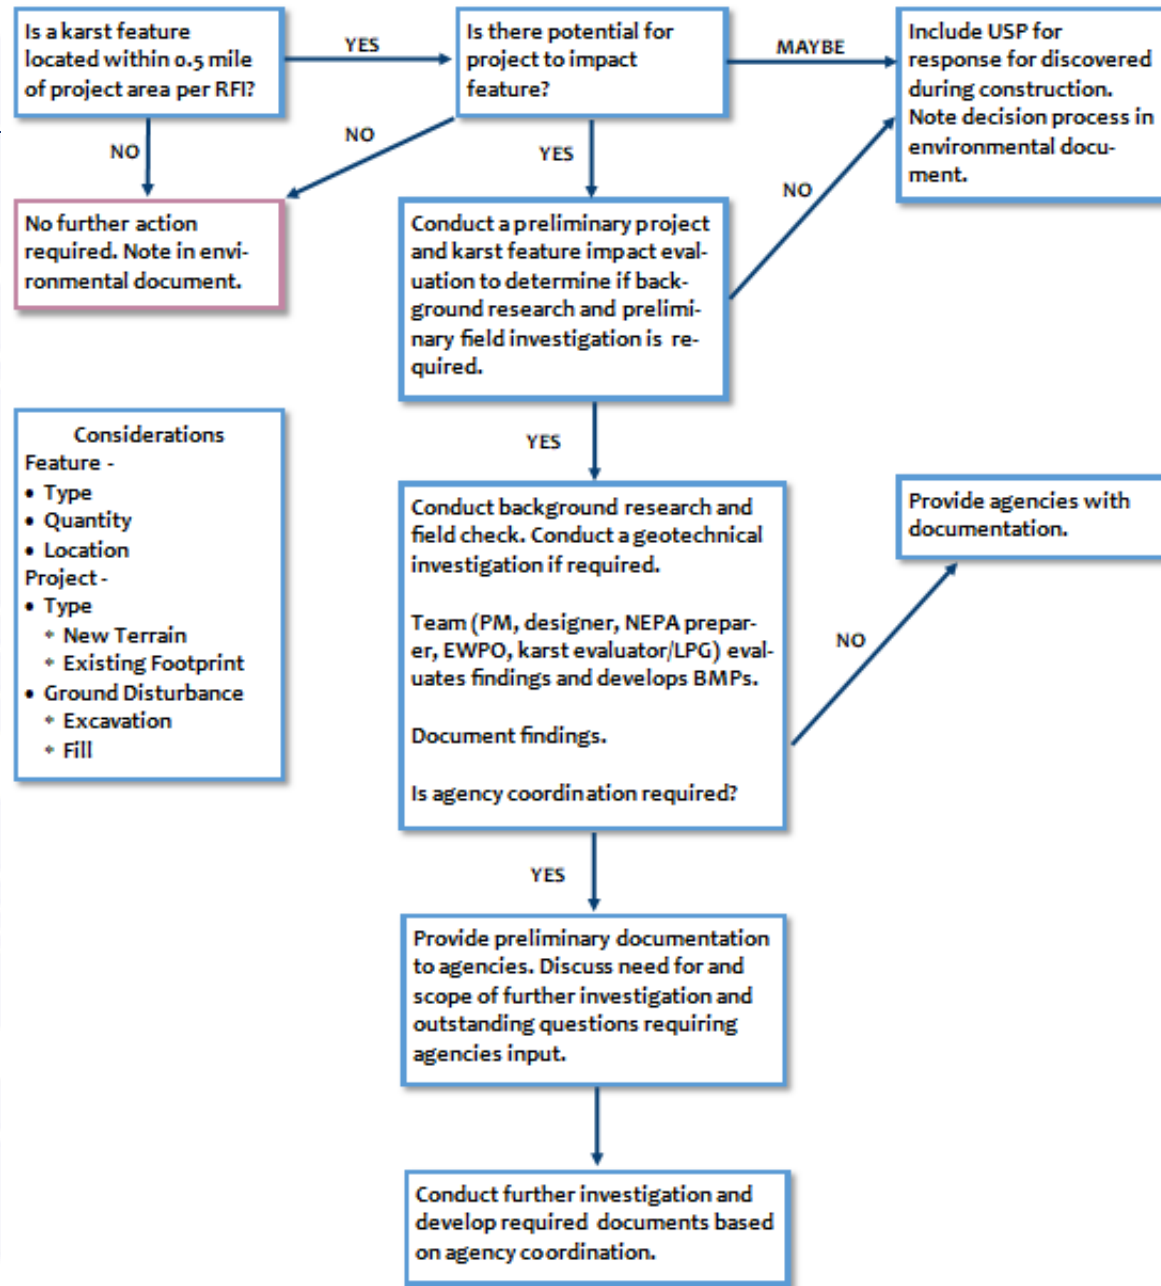 Is a karst feature
located within 0.5 mile
of project area per RFI?
YES
Is there potential for
project to impact
feature?
MAYBE
Include USP for
response for discovered
during construction.
Note decision process in
environmental docu-
ment.
NO
NO
YES
NO
No further action
required. Note in envi-
ronmental document.
Conduct a preliminary project
and karst feature impact eval-
uation to determine if back-
ground research and prelimi-
nary field investigation is re-
quired.
YES
Considerations
Feature -
• Type
• Quantity
• Location
Project -
• Type
* New Terrain
* Existing Footprint
• Ground Disturbance
* Excavation
* Fill
Conduct background research and
field check. Conduct a geotechnical
investigation if required.
Team (PM, designer, NEPA prepar-
er, EWPO, karst evaluator/LPG) eval-
uates findings and develops BMPs.
Document findings.
Is agency coordination required?
NO
Provide agencies with
documentation.
YES
Provide preliminary documentation
to agencies. Discuss need for and
scope of further investigation and
outstanding questions requiring
agencies input.
Conduct further investigation and
develop required documents based
on agency coordination.